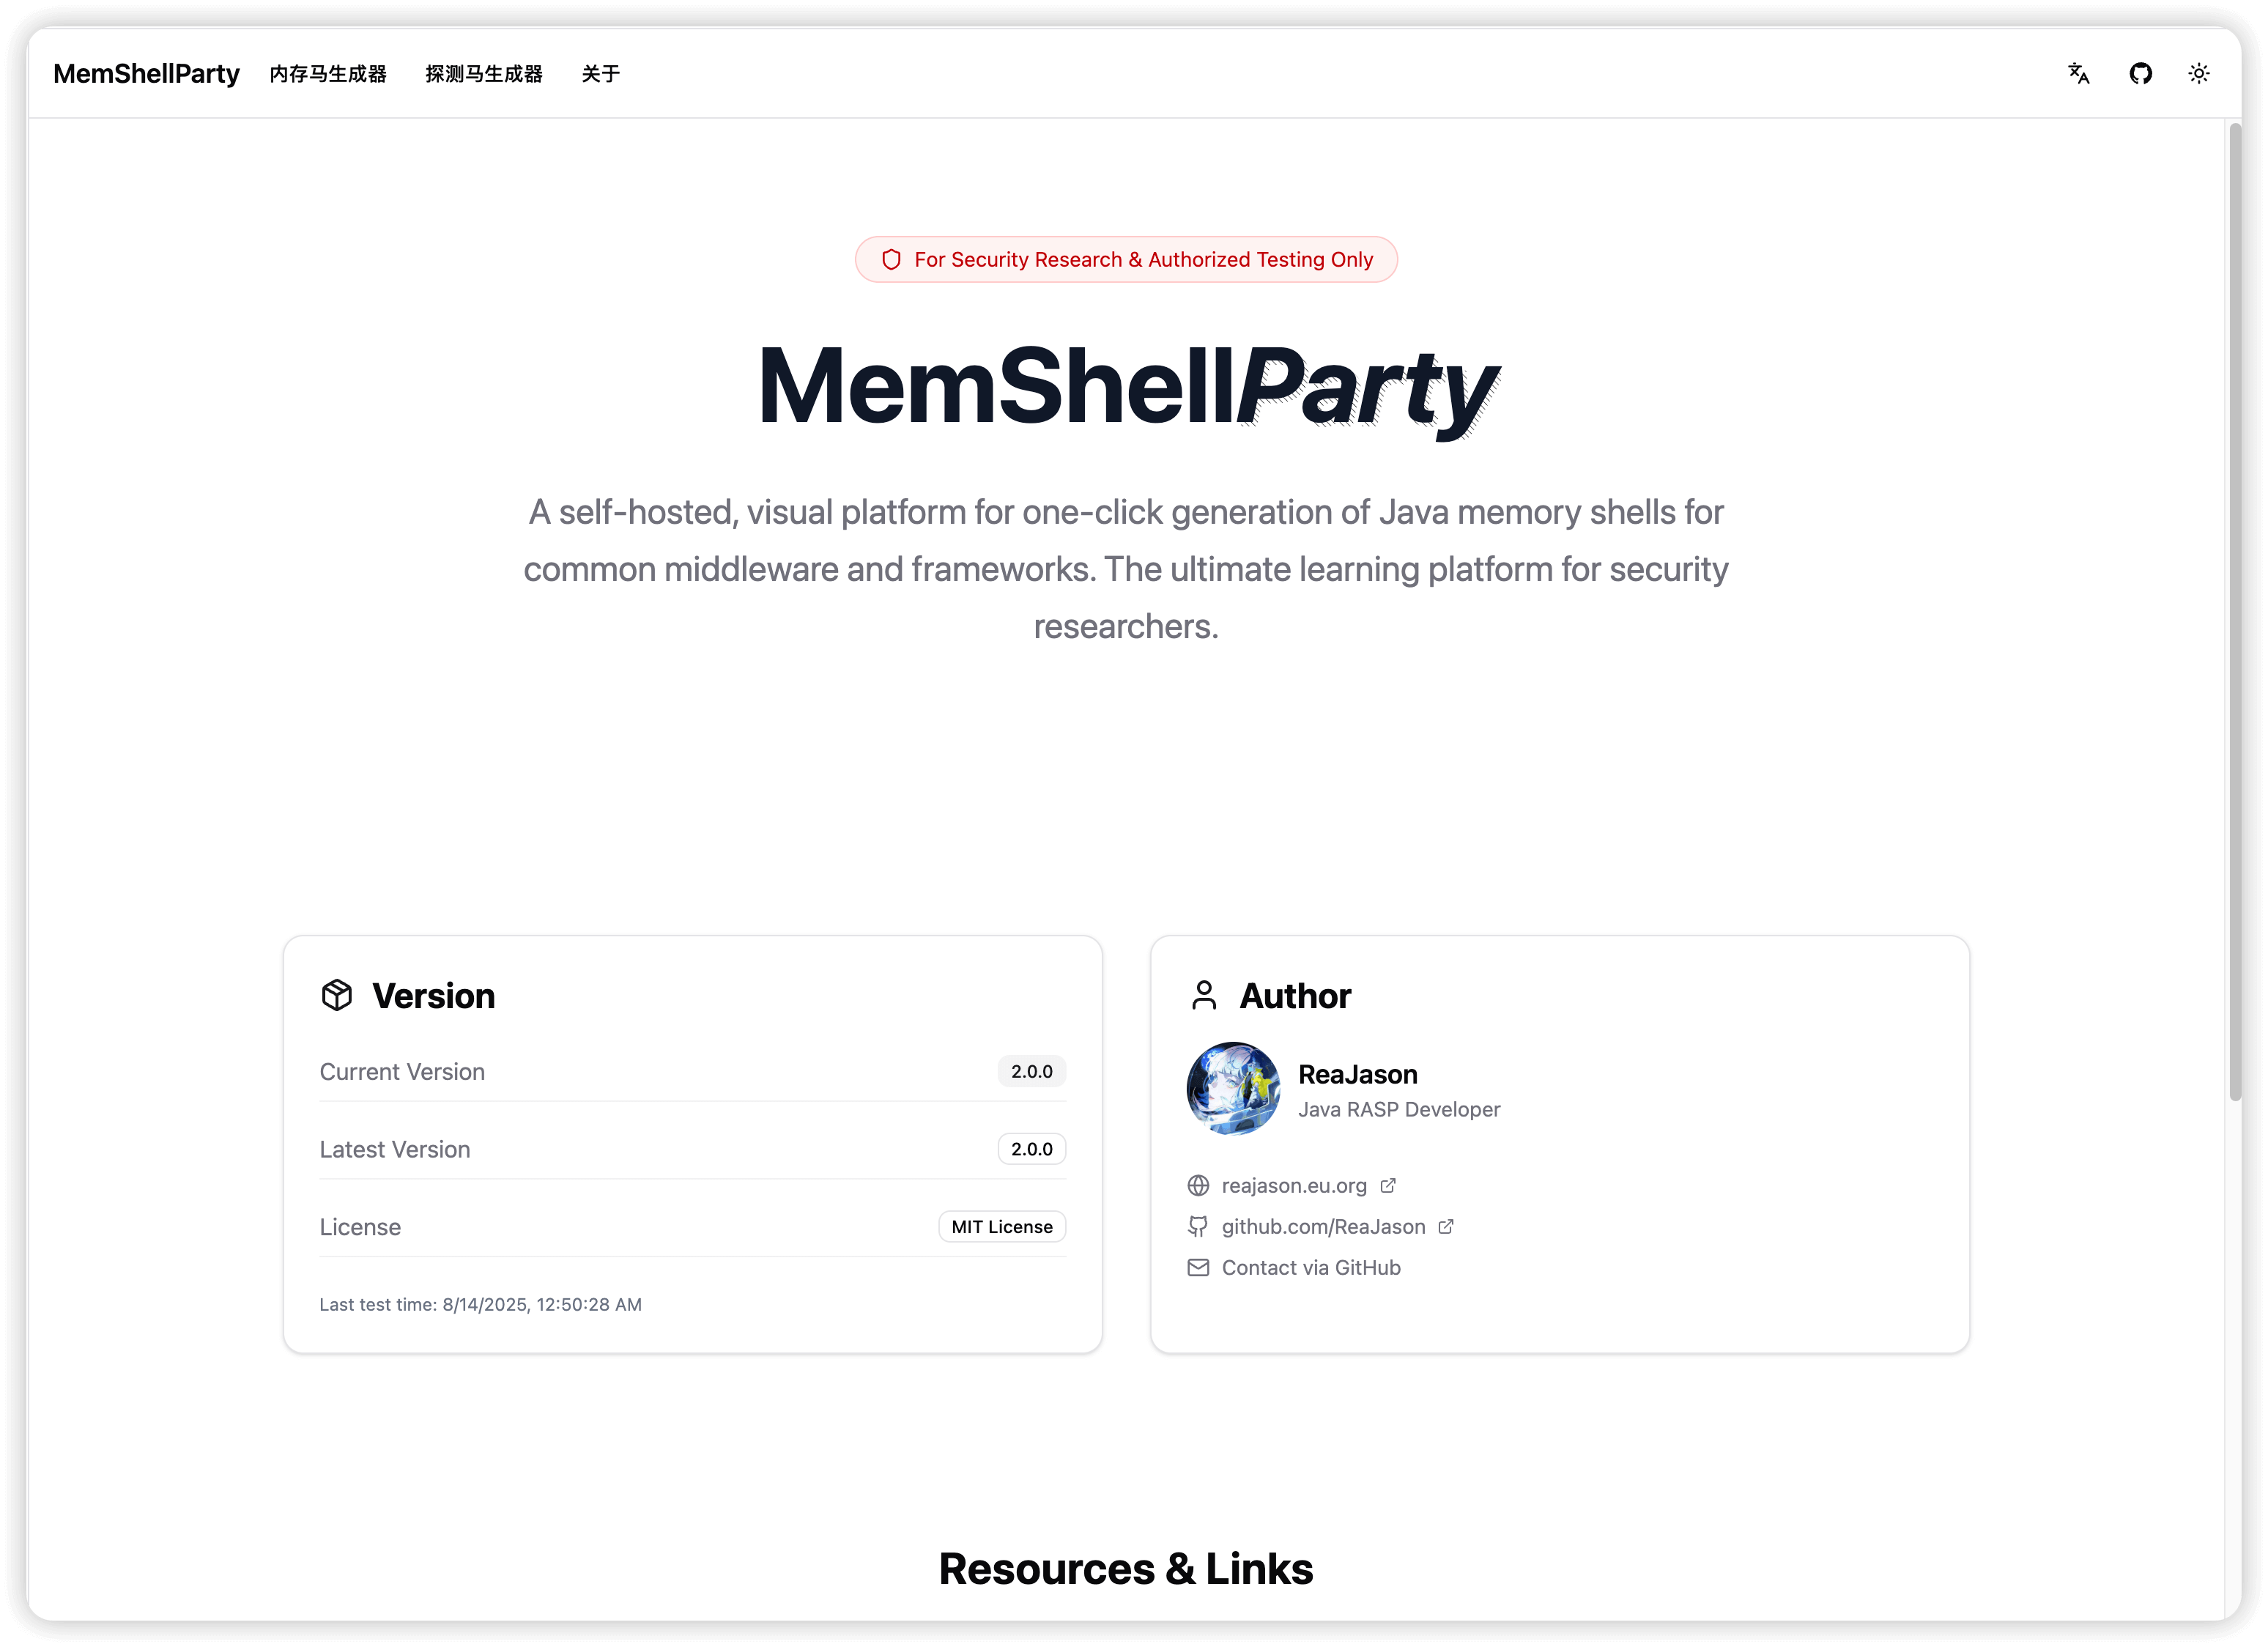 MemShellParty 内存马生成器 探测马生成器 关于
For Security Research & Authorized Testing Only
MemShellParty
A self-hosted, visual platform for one-click generation of Java memory shells for
common middleware and frameworks. The ultimate learning platform for security
researchers.
Version
Current Version 2.0.0
Latest Version 2.0.0
License MIT License
Last test time: 8/14/2025, 12:50:28 AM
Author
ReaJason
Java RASP Developer
reajason.eu.org
github.com/ReaJason
Contact via GitHub
Resources & Links